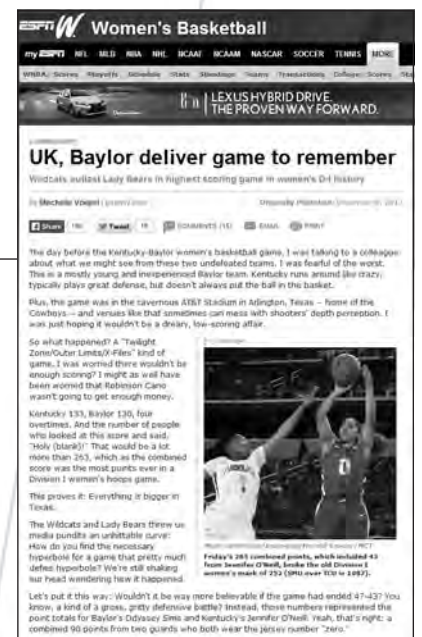 ESPN W Women's Basketball
my ESPN NFL MLB NBA NHL NCAAF NCAAM NASCAR SOCCER TENNIS MORE
WNBA: Scores Playoffs Schedule Stats Standings Teams Transactions College: Scores
LEXUS HYBRID DRIVE.
THE PROVEN WAY FORWARD.
UK, Baylor deliver game to remember
Wildcats outlast Lady Bears in highest scoring game in women's D-I history
By Mechelle Voepel |
Share Tweet COMMENTS (15) EMAIL PRINT
The day before the Kentucky-Baylor women's basketball game, I was talking to a colleague
about what we might see from these two undefeated teams. I was fearful of the worst.
This is a mostly young and inexperienced Baylor team. Kentucky runs around like crazy,
typically plays great defense, but doesn't always put the ball in the basket.
Plus, the game was in the cavernous AT&T Stadium in Arlington, Texas – home of the
Cowboys – and venues like that sometimes can mess with shooters' depth perception. I
was just hoping it wouldn't be a dreary, low-scoring affair.
So what happened? A "Twilight
Zone/Outer Limits/X-Files" kind of
game. I was worried there wouldn't be
enough scoring? I might as well have
been worried that Robinson Cano
wasn't going to get enough money.
Kentucky 133, Baylor 130, four
overtimes. And the number of people
who looked at this score and said,
"Holy (blank)!" That would be a lot
more than 263, which as the combined
score was the most points ever in a
Division I women's hoops game.
This proves it: Everything is bigger in
Texas.
The Wildcats and Lady Bears threw us
media pundits an unhittable curve:
How do you find the necessary
hyperbole for a game that pretty much
defies hyperbole? We're still shaking
our head wondering how it happened.
Friday's 263 combined points, which included 43
from Jennifer O'Neill, broke the old Division I
women's mark of 252 (SMU over TCU in 1997).
Let's put it this way: Wouldn't it be way more believable if the game had ended 47-43? You
know, a kind of a gross, gritty defensive battle? Instead, those numbers represented the
point totals for Baylor's Odyssey Sims and Kentucky's Jennifer O'Neill. Yeah, that's right: a
combined 90 points from two guards who both wear the jersey number "zero."